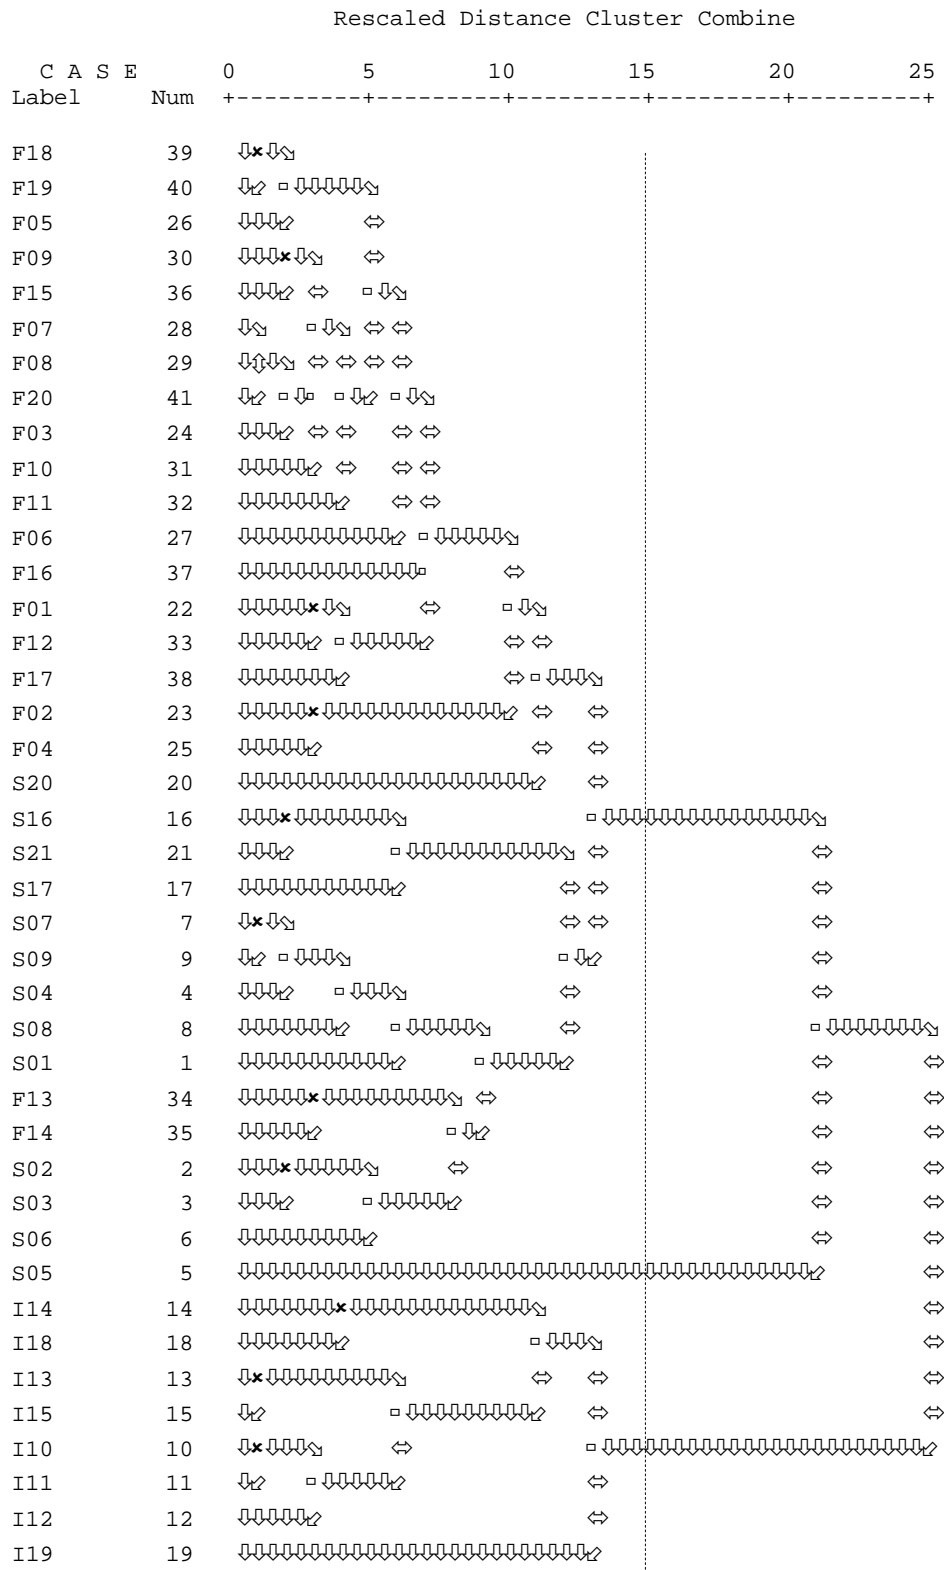 Rescaled Distance Cluster Combine
C A S E 0 5 10 15 20 25
Label Num +---------+---------+---------+---------+---------+
F18 39
F19 40
F05 26
F09 30
F15 36
F07 28
F08 29
F20 41
F03 24
F10 31
F11 32
F06 27
F16 37
F01 22
F12 33
F17 38
F02 23
F04 25
S20 20
S16 16
S21 21
S17 17
S07 7
S09 9
S04 4
S08 8
S01 1
F13 34
F14 35
S02 2
S03 3
S06 6
S05 5
I14 14
I18 18
I13 13
I15 15
I10 10
I11 11
I12 12
I19 19